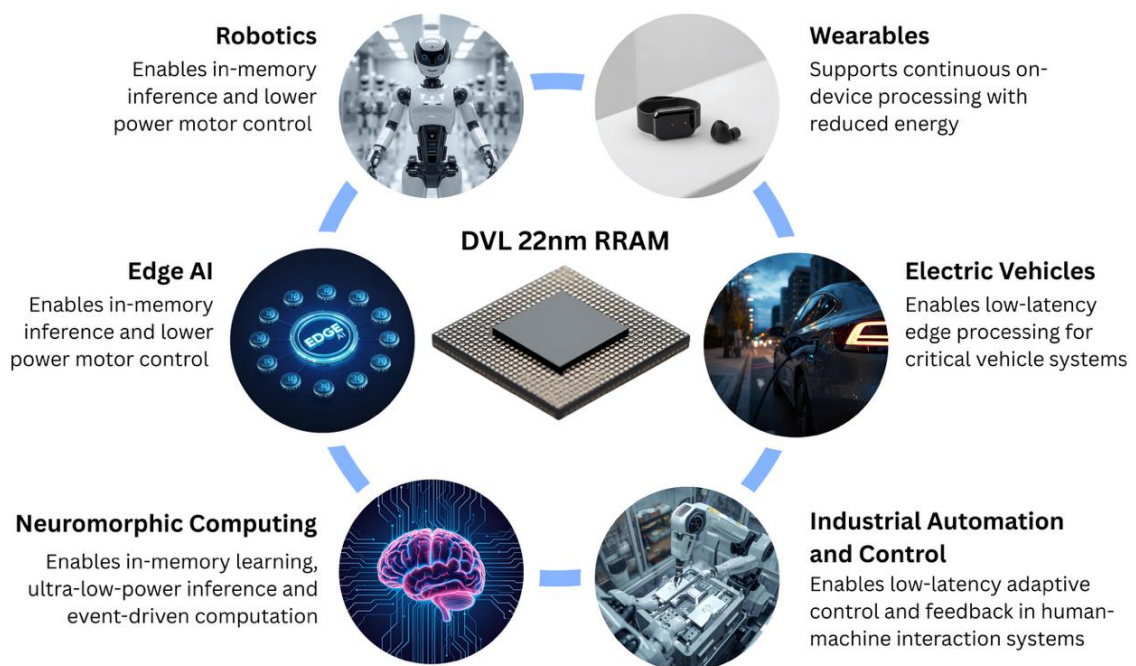 Robotics
Enables in-memory
inference and lower
power motor control
Wearables
Supports continuous on-
device processing with
reduced energy
DVL 22nm RRAM
Edge AI
Enables in-memory
inference and lower
power motor control
EDGE
AI
Electric Vehicles
Enables low-latency
edge processing for
critical vehicle systems
Neuromorphic Computing
Enables in-memory learning,
ultra-low-power inference and
event-driven computation
Industrial Automation
and Control
Enables low-latency adaptive
control and feedback in human-
machine interaction systems